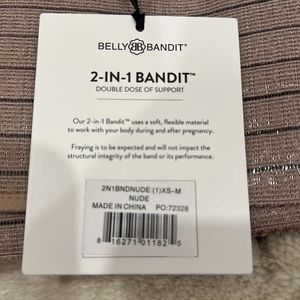 BELLY BANDIT®
2-IN-1 BANDIT™
DOUBLE DOSE OF SUPPORT
Our 2-in-1 Bandit™ uses a soft, flexible material
to work with your body during and after pregnancy.
Fraying is to be expected and will not impact the
structural integrity of the band or its performance.
2N1BNDNUDE:(1)XS-M
NUDE
MADE IN CHINA PO:72328
8 16271 01182 5